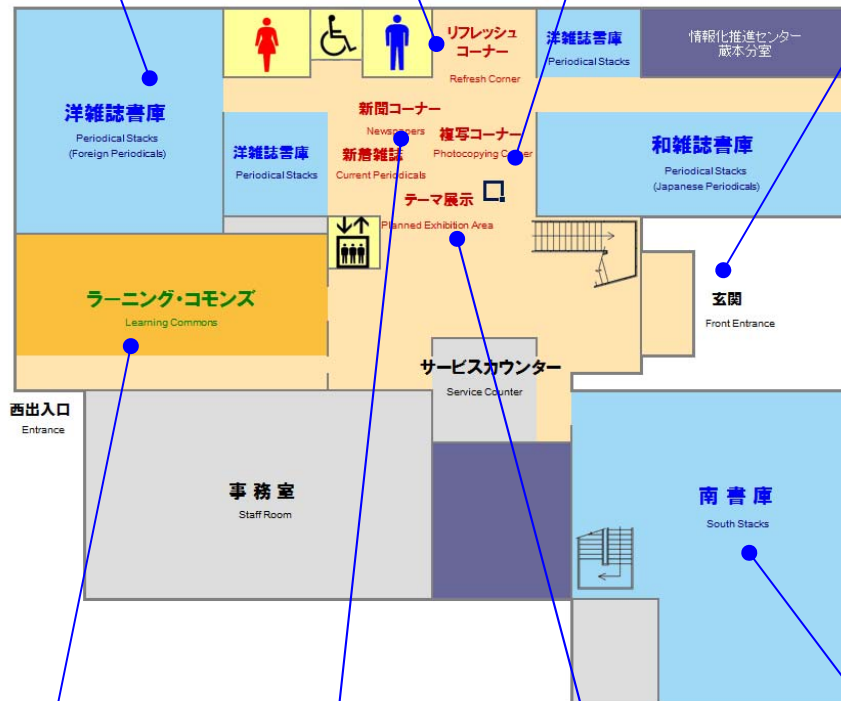 リフレッシュ
コーナー
Refresh Corner
洋雑誌書庫
Periodical Stacks
情報化推進センター
蔵本分室
洋雑誌書庫
Periodical Stacks
(Foreign Periodicals)
新聞コーナー
Newspapers
複写コーナー
Photocopying Corner
洋雑誌書庫
Periodical Stacks
新着雑誌
Current Periodicals
和雑誌書庫
Periodical Stacks
(Japanese Periodicals)
テーマ展示
Planned Exhibition Area
ラーニング・コモンズ
Learning Commons
玄関
Front Entrance
サービスカウンター
Service Counter
西出入口
Entrance
事務室
Staff Room
南書庫
South Stacks